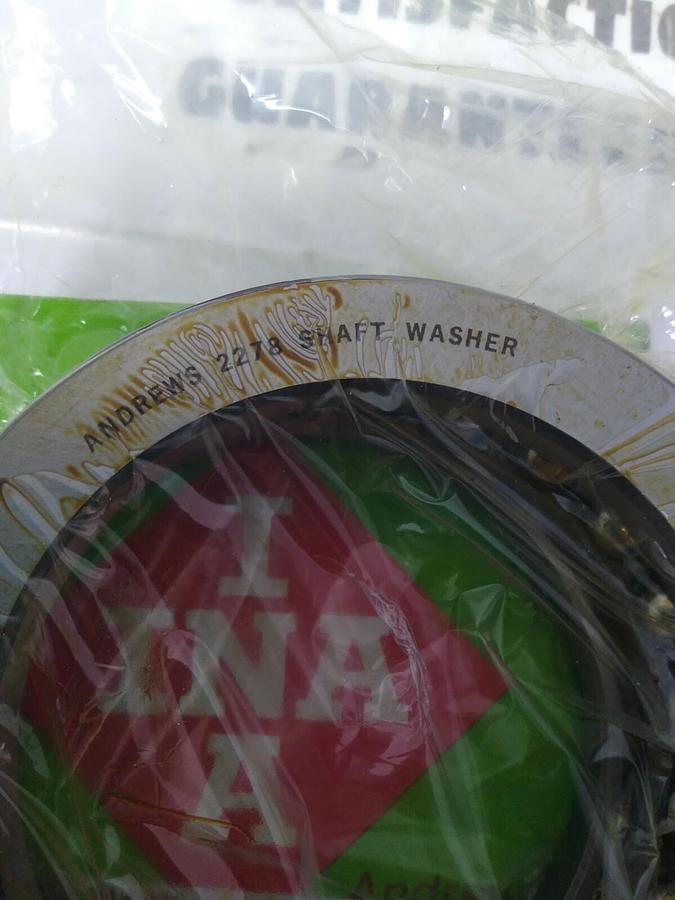 GUARANTEE
ANDREWS 2278 SHAFT WASHER
I
INA
A